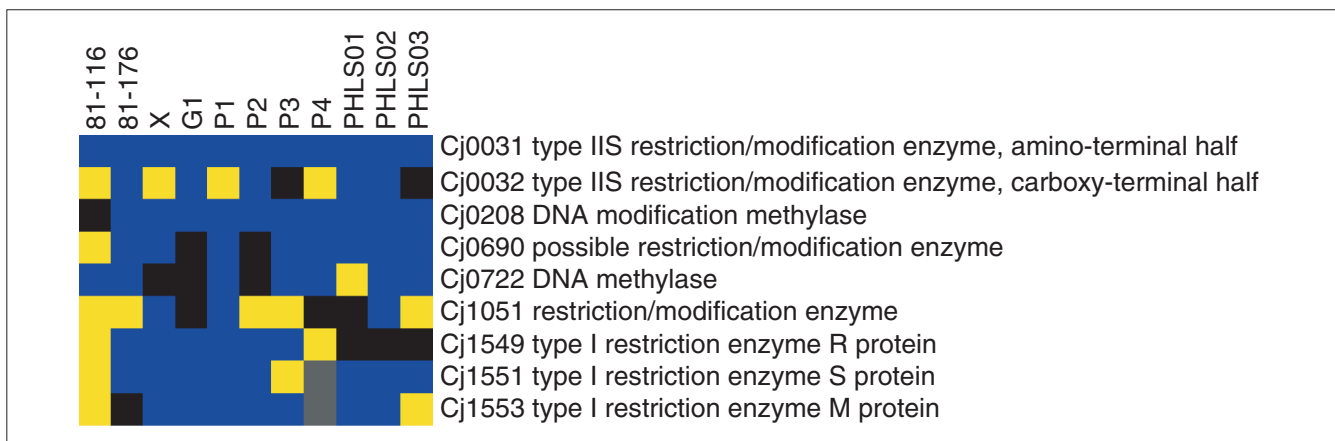 81-116
81-176
X
G1
P1
P2
P3
P4
PHLS01
PHLS02
PHLS03
Cj0031 type IIS restriction/modification enzyme, amino-terminal half
Cj0032 type IIS restriction/modification enzyme, carboxy-terminal half
Cj0208 DNA modification methylase
Cj0690 possible restriction/modification enzyme
Cj0722 DNA methylase
Cj1051 restriction/modification enzyme
Cj1549 type I restriction enzyme R protein
Cj1551 type I restriction enzyme S protein
Cj1553 type I restriction enzyme M protein